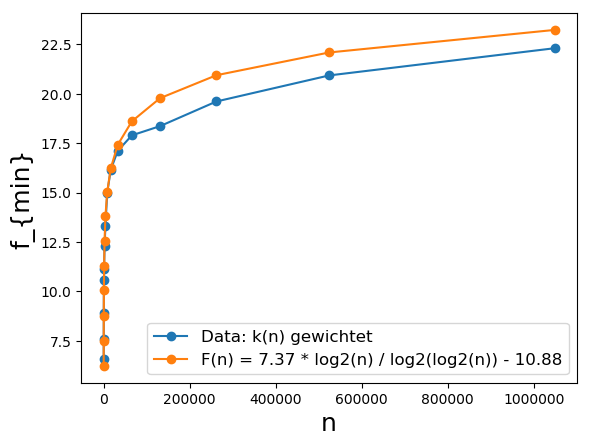 22.5
20.0
17.5
15.0
12.5
10.0
7.5
f_{min}
Data: k(n) gewichtet
F(n) = 7.37 * log2(n) / log2(log2(n)) - 10.88
0 200000 400000 600000 800000 1000000
n